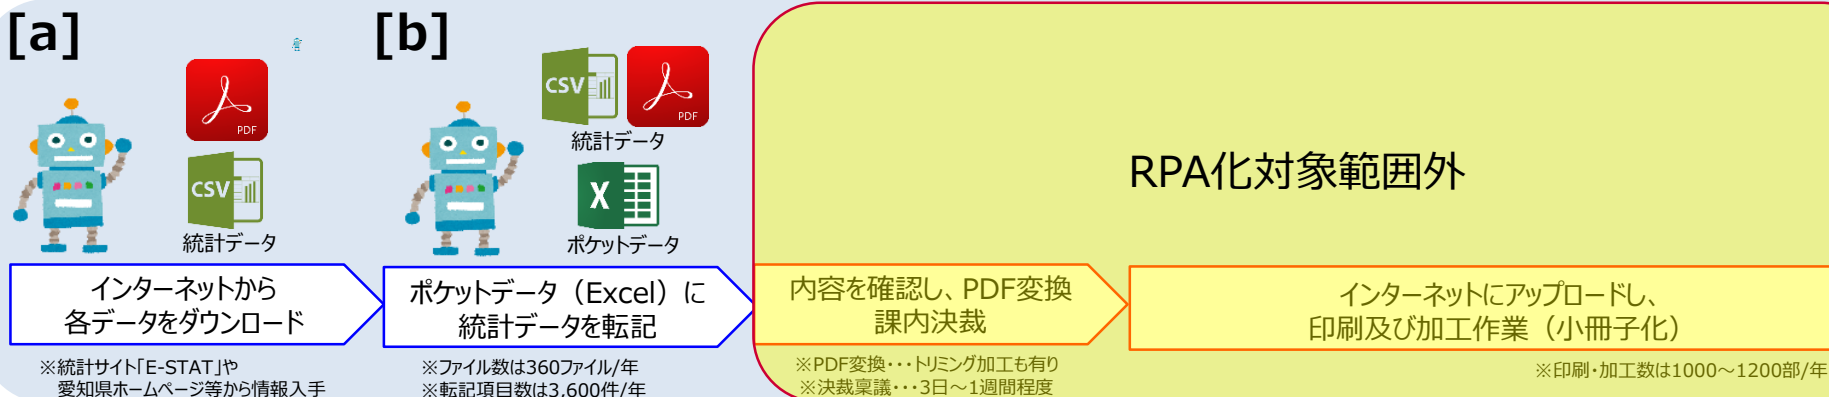 [a]
PDF
CSV
統計データ
インターネットから
各データをダウンロード
※統計サイト「E-STAT」や
愛知県ホームページ等から情報入手
[b]
CSV
PDF
統計データ
X
ポケットデータ
ポケットデータ（Excel）に
統計データを転記
※ファイル数は360ファイル/年
※転記項目数は3,600件/年
RPA化対象範囲外
内容を確認し、PDF変換
課内決裁
※PDF変換・・・トリミング加工も有り
※決裁稟議・・・3日～1週間程度
インターネットにアップロードし、
印刷及び加工作業（小冊子化）
※印刷・加工数は1000～1200部/年